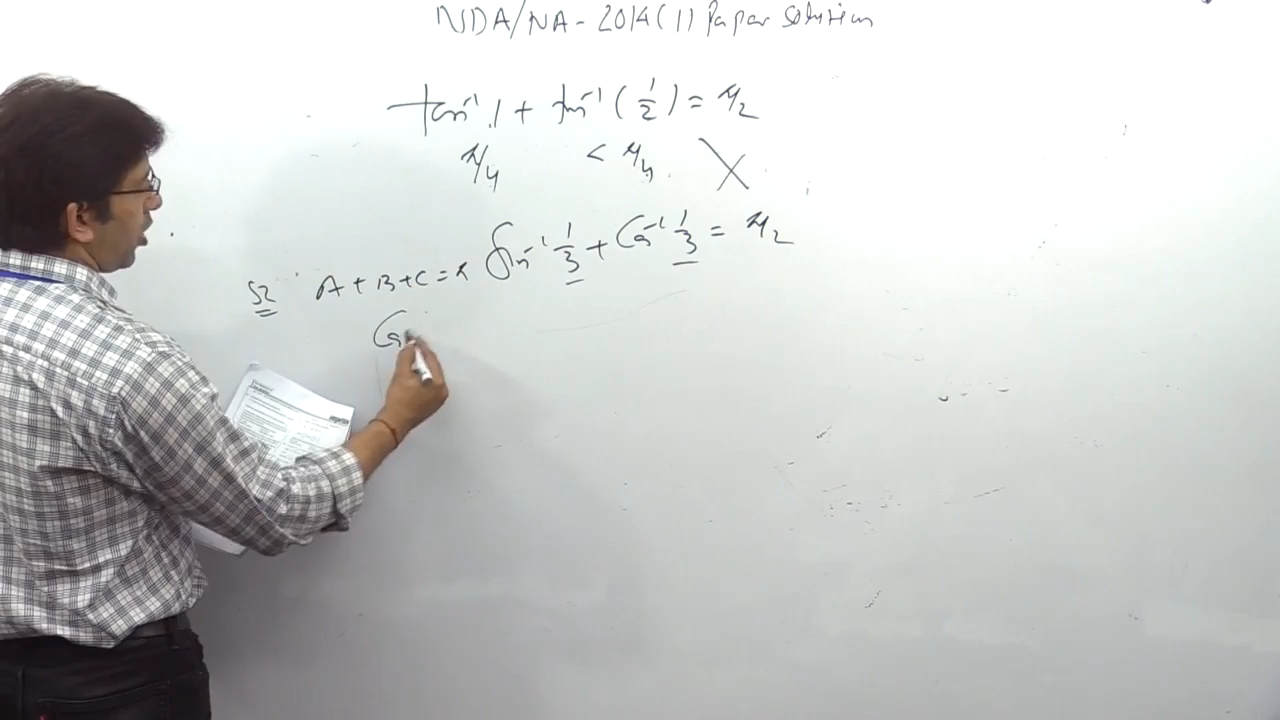 NDA/NA-2014(1) Paper Solution
tan⁻¹ 1 + tan⁻¹ (1/2) = π/2
π/4 < π/4 X
sin⁻¹ 1/3 + Cos⁻¹ 1/3 = π/2
52 A + B + C = π
Cos